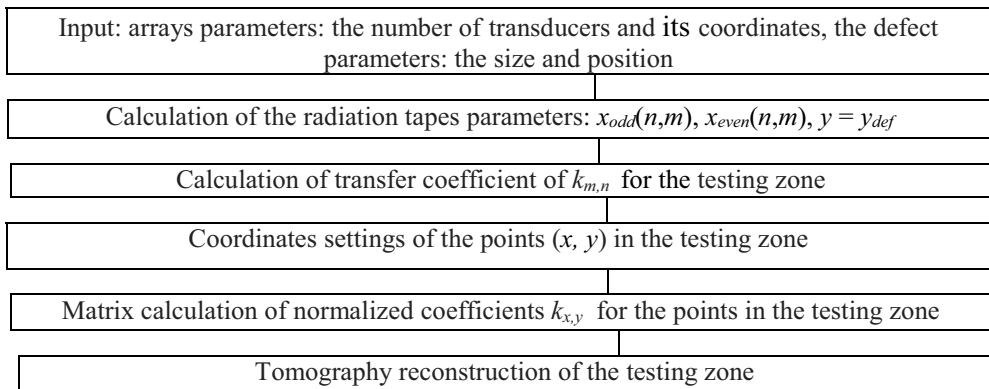 Input: arrays parameters: the number of transducers and its coordinates, the defect
parameters: the size and position
Calculation of the radiation tapes parameters: xodd(n,m), xeven(n,m), y = ydef
Calculation of transfer coefficient of km,n for the testing zone
Coordinates settings of the points (x, y) in the testing zone
Matrix calculation of normalized coefficients kx,y for the points in the testing zone
Tomography reconstruction of the testing zone